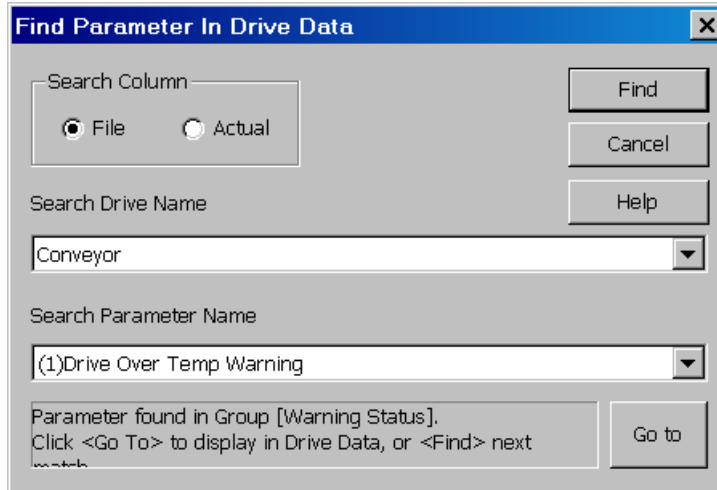 Find Parameter In Drive Data
Search Column
File
Actual
Find
Cancel
Help
Search Drive Name
Conveyor
Search Parameter Name
(1)Drive Over Temp Warning
Parameter found in Group [Warning Status].
Click <Go To> to display in Drive Data, or <Find> next
match
Go to